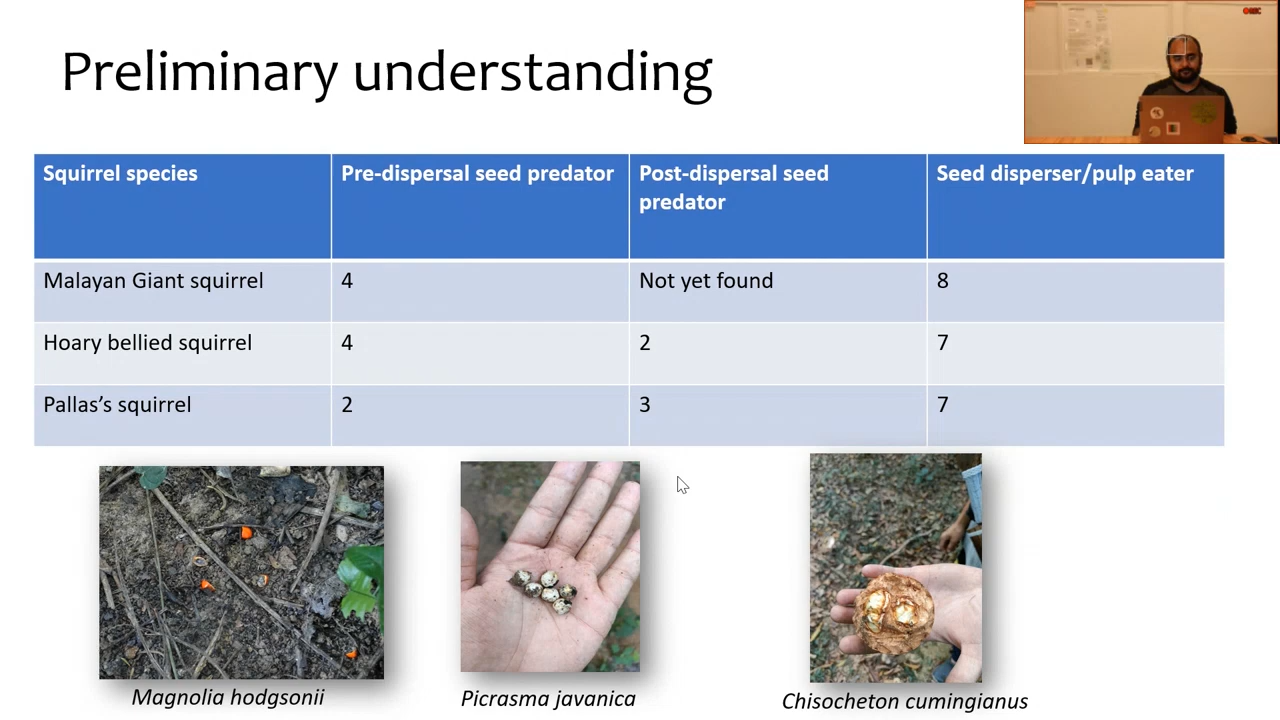 Preliminary understanding
REC
Squirrel species
Pre-dispersal seed predator
Post-dispersal seed
predator
Seed disperser/pulp eater
Malayan Giant squirrel
4
Not yet found
8
Hoary bellied squirrel
4
2
7
Pallas’s squirrel
2
3
7
Magnolia hodgsonii
Picrasma javanica
Chisocheton cumingianus